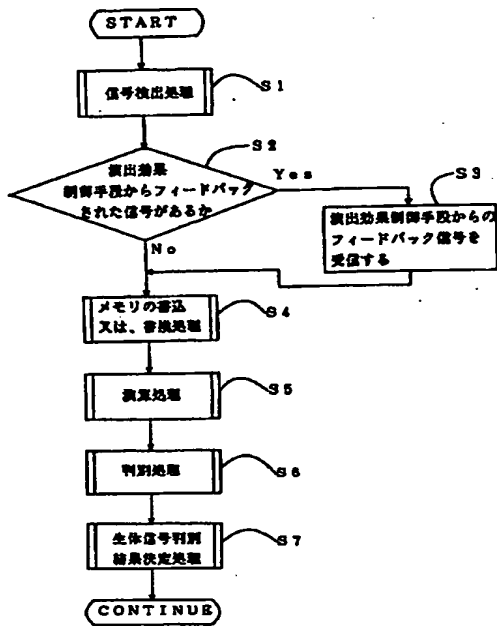 START
信号検出処理
S1
演出効果
制御手段からフィードバック
された信号があるか
S2
Yes
No
演出効果制御手段からの
フィードバック信号を
受信する
S3
メモリの書込
又は、書換処理
S4
演算処理
S5
判別処理
S6
生体信号判別
結果決定処理
S7
CONTINUE